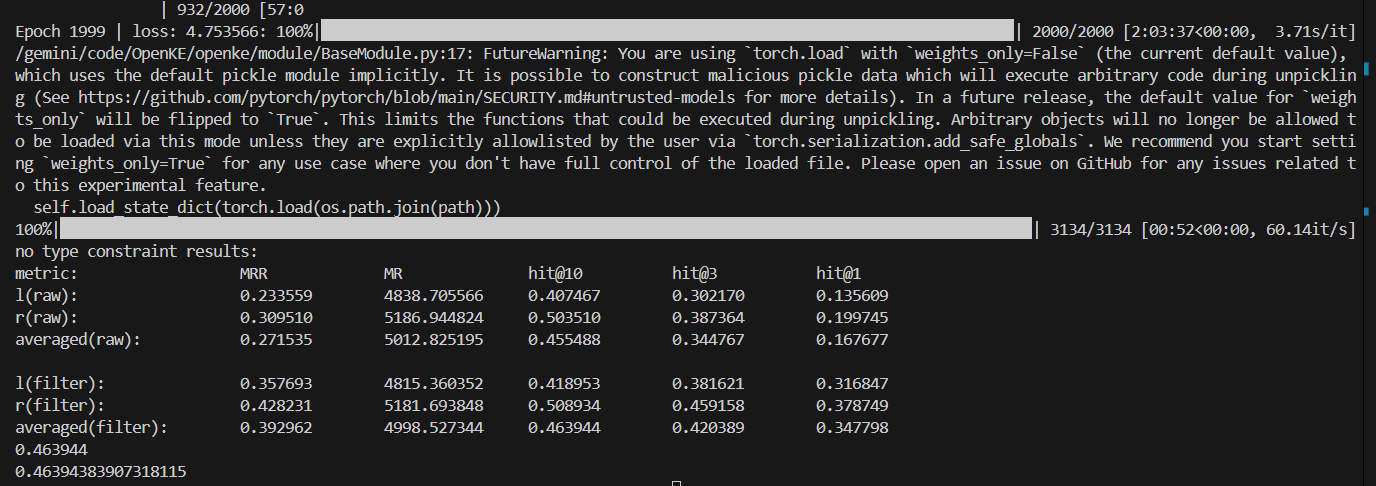 | 932/2000 [57:0
Epoch 1999 | loss: 4.753566: 100%|| 2000/2000 [2:03:37<00:00,  3.71s/it]
/gemini/code/OpenKE/openke/module/BaseModule.py:17: FutureWarning: You are using `torch.load` with `weights_only=False` (the current default value),
which uses the default pickle module implicitly. It is possible to construct malicious pickle data which will execute arbitrary code during unpicklin
g (See https://github.com/pytorch/pytorch/blob/main/SECURITY.md#untrusted-models for more details). In a future release, the default value for `weigh
ts_only` will be flipped to `True`. This limits the functions that could be executed during unpickling. Arbitrary objects will no longer be allowed t
o be loaded via this mode unless they are explicitly allowlisted by the user via `torch.serialization.add_safe_globals`. We recommend you start setti
ng `weights_only=True` for any use case where you don't have full control of the loaded file. Please open an issue on GitHub for any issues related t
o this experimental feature.
self.load_state_dict(torch.load(os.path.join(path)))
100%|| 3134/3134 [00:52<00:00, 60.14it/s]
no type constraint results:
metric: MRR MR hit@10 hit@3 hit@1
l(raw): 0.233559 4838.705566 0.407467 0.302170 0.135609
r(raw): 0.309510 5186.944824 0.503510 0.387364 0.199745
averaged(raw): 0.271535 5012.825195 0.455488 0.344767 0.167677
l(filter): 0.357693 4815.360352 0.418953 0.381621 0.316847
r(filter): 0.428231 5181.693848 0.508934 0.459158 0.378749
averaged(filter): 0.392962 4998.527344 0.463944 0.420389 0.347798
0.463944
0.46394383907318115